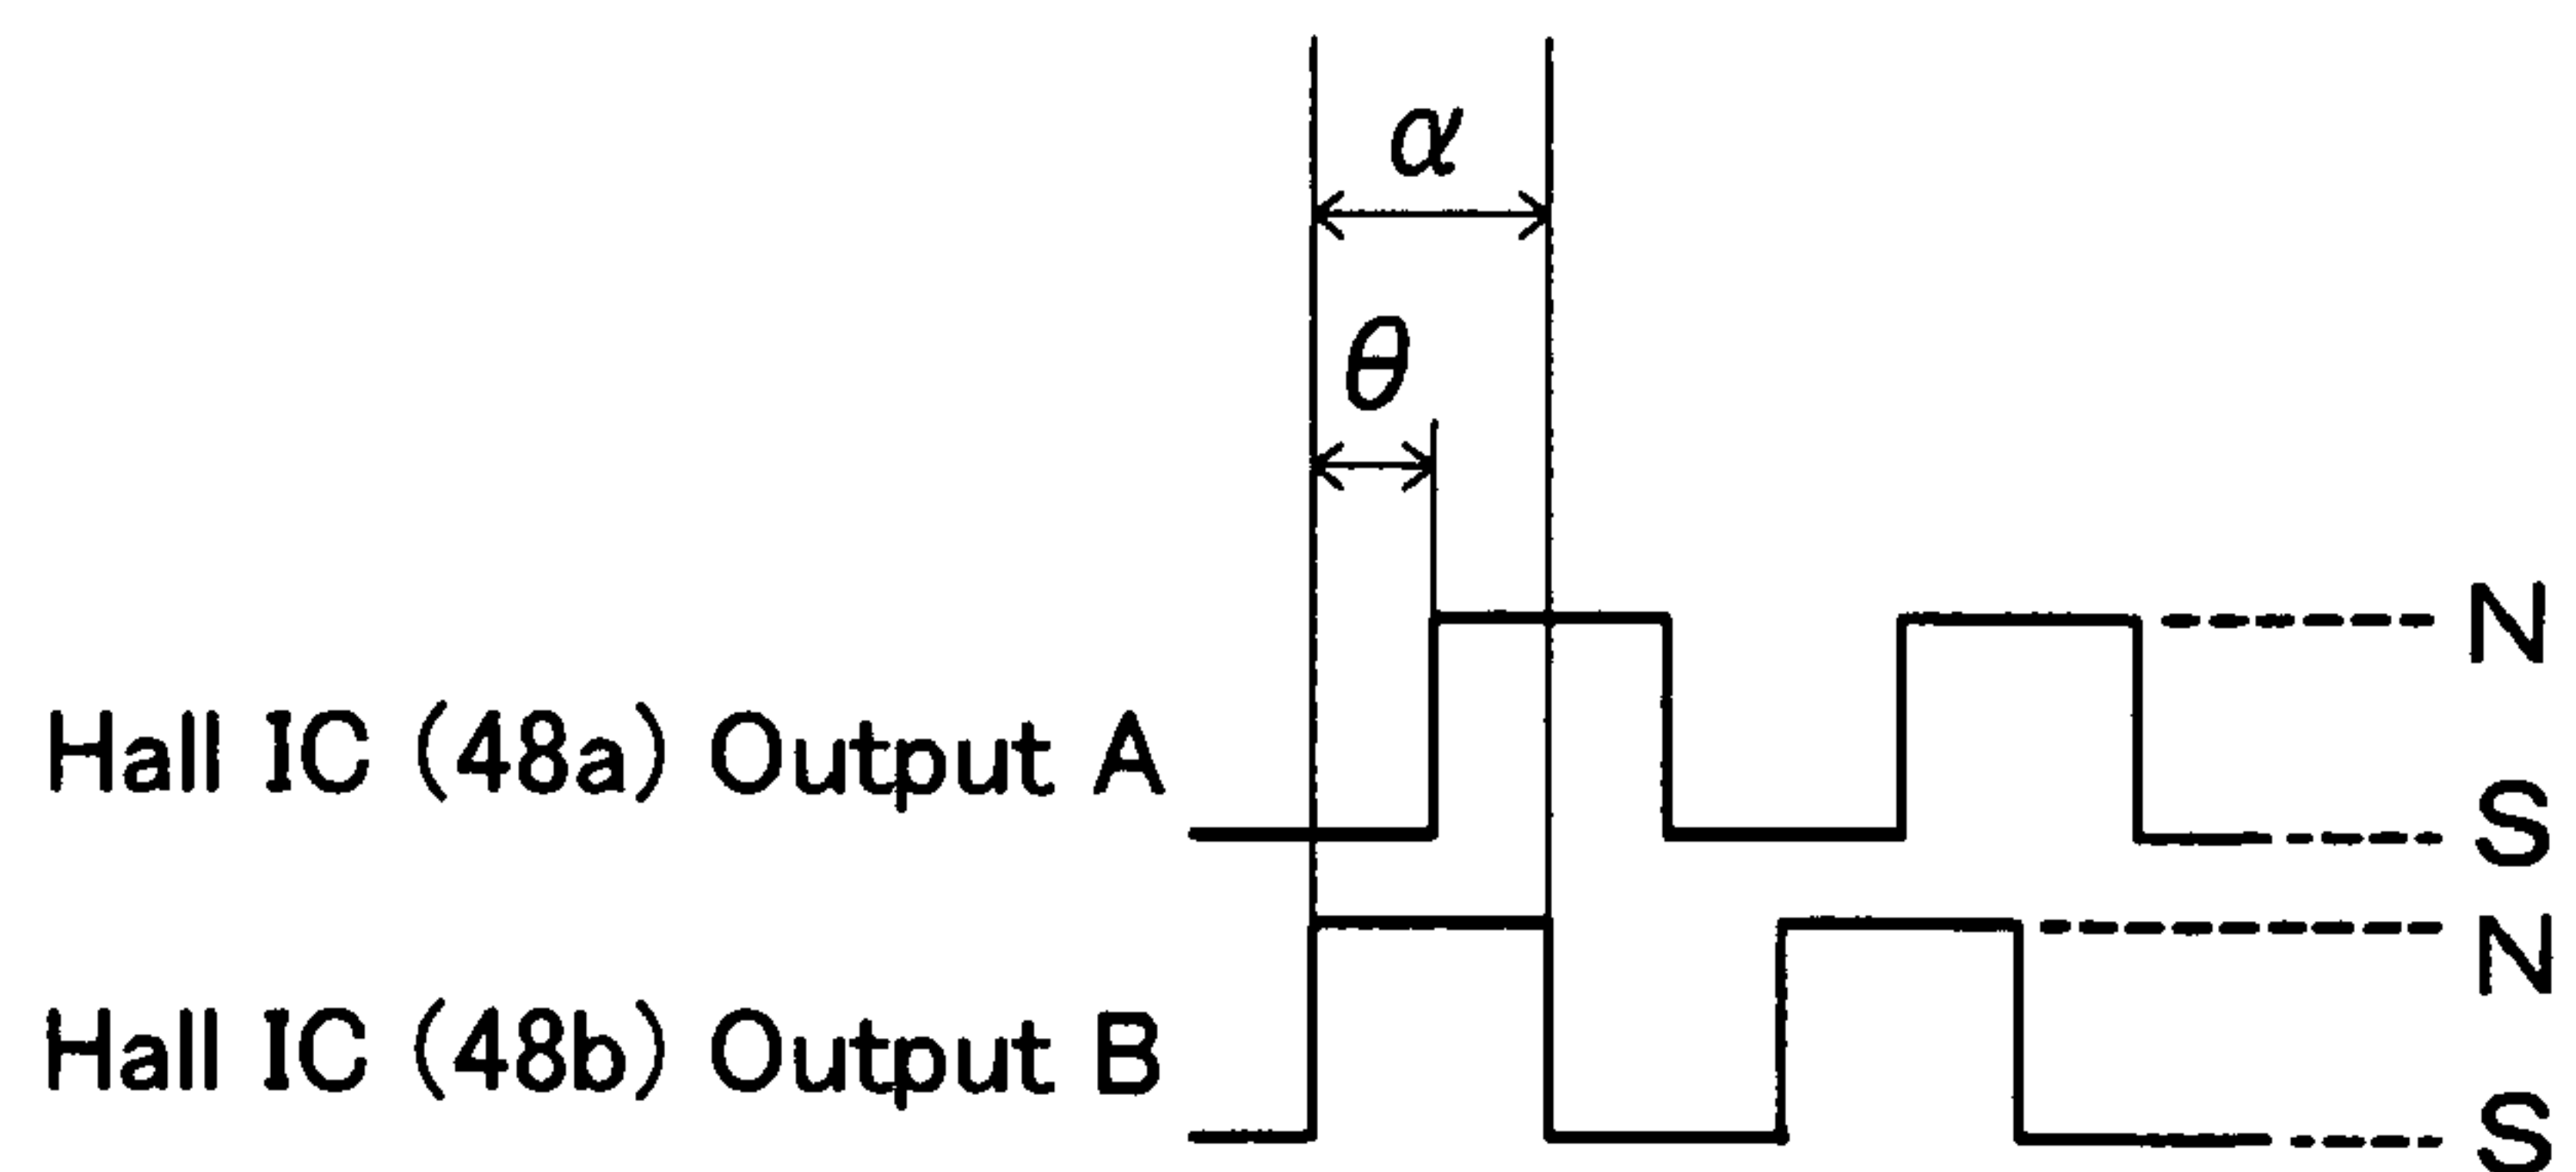 α
θ
N
Hall IC (48a) Output A
S
N
Hall IC (48b) Output B
S